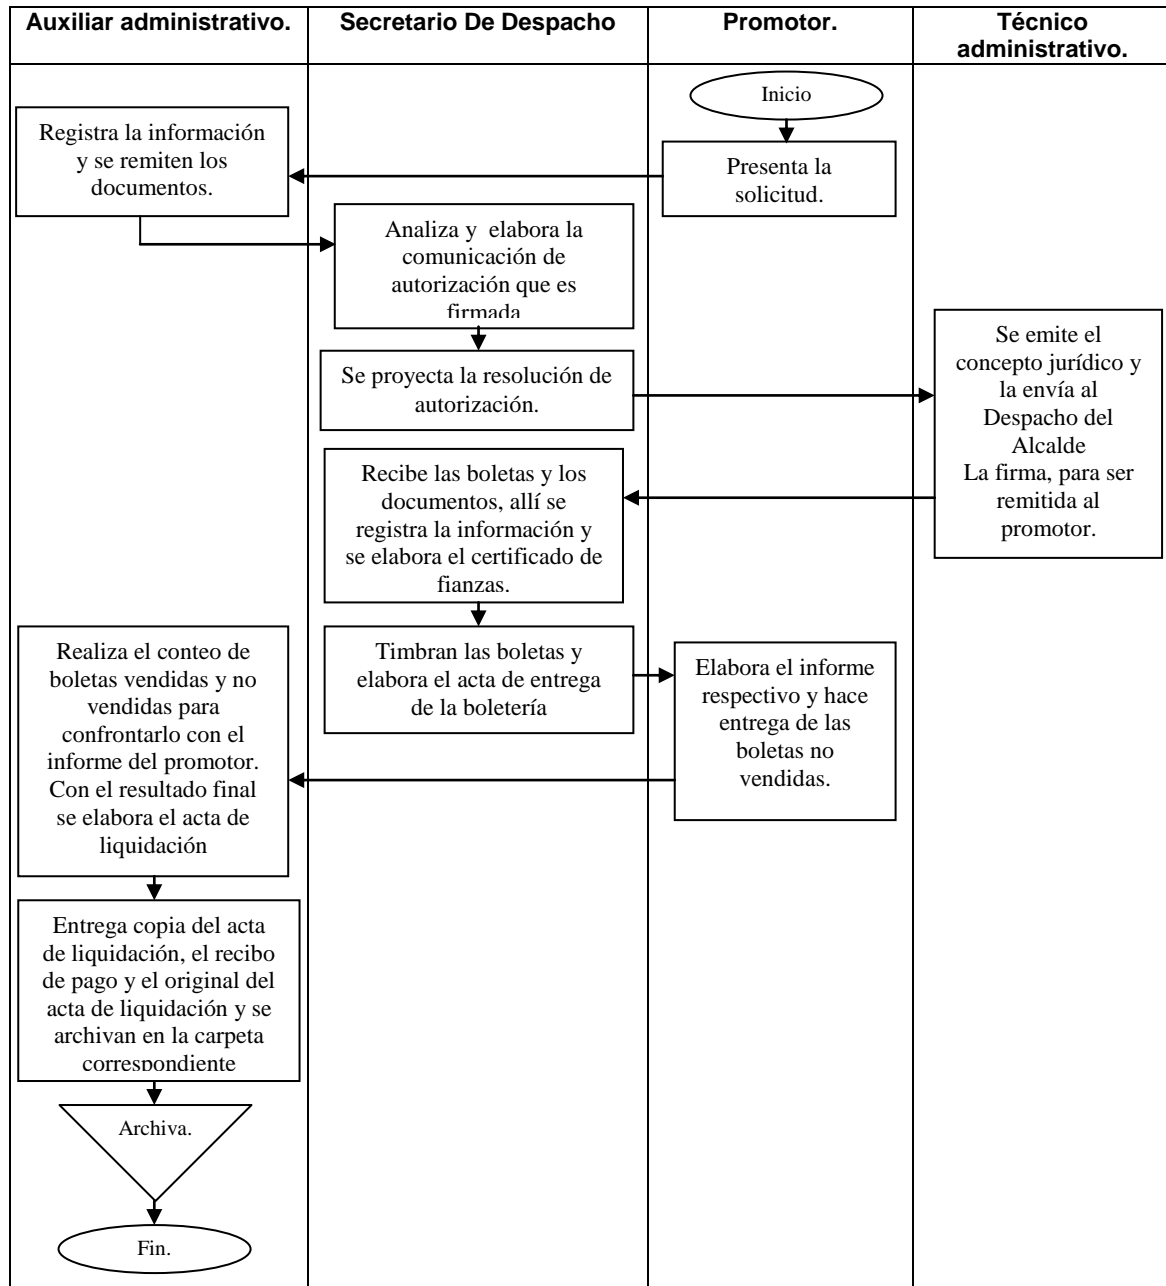 Auxiliar administrativo.
Secretario De Despacho
Promotor.
Técnico
administrativo.
Inicio
Presenta la
solicitud.
Registra la información
y se remiten los
documentos.
Analiza y  elabora la
comunicación de
autorización que es
firmada
Se proyecta la resolución de
autorización.
Se emite el
concepto jurídico y
la envía al
Despacho del
Alcalde
La firma, para ser
remitida al
promotor.
Recibe las boletas y los
documentos, allí se
registra la información y
se elabora el certificado de
fianzas.
Timbran las boletas y
elabora el acta de entrega
de la boletería
Elabora el informe
respectivo y hace
entrega de las
boletas no
vendidas.
Realiza el conteo de
boletas vendidas y no
vendidas para
confrontarlo con el
informe del promotor.
Con el resultado final
se elabora el acta de
liquidación
Entrega copia del acta
de liquidación, el recibo
de pago y el original del
acta de liquidación y se
archivan en la carpeta
correspondiente
Archiva.
Fin.